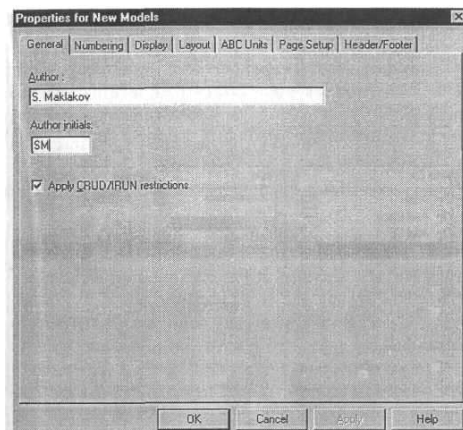 Properties for New Models
General Numbering Display Layout ABC Units Page Setup Header/Footer
Author :
S. Maklakov
Author initials:
SM
Apply CRUD/IRUN restrictions
OK Cancel Apply Help